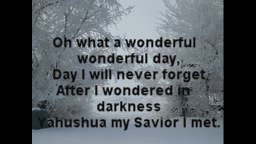 Oh what a wonderful
wonderful day,
Day I will never forget
After I wondered in
darkness
Yahushua my Savior I met.